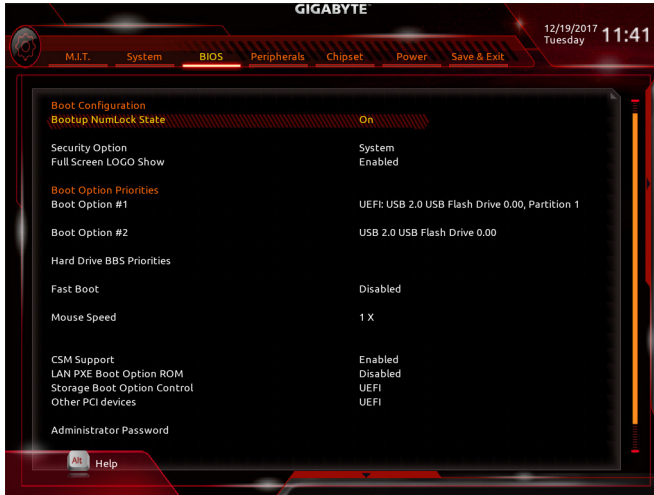 GIGABYTE
12/19/2017 11:41
Tuesday
M.I.T. System BIOS Peripherals Chipset Power Save & Exit
Boot Configuration
Bootup NumLock State On
Security Option System
Full Screen LOGO Show Enabled
Boot Option Priorities
Boot Option #1 UEFI: USB 2.0 USB Flash Drive 0.00, Partition 1
Boot Option #2 USB 2.0 USB Flash Drive 0.00
Hard Drive BBS Priorities
Fast Boot Disabled
Mouse Speed 1 X
CSM Support Enabled
LAN PXE Boot Option ROM Disabled
Storage Boot Option Control UEFI
Other PCI devices UEFI
Administrator Password
Alt Help